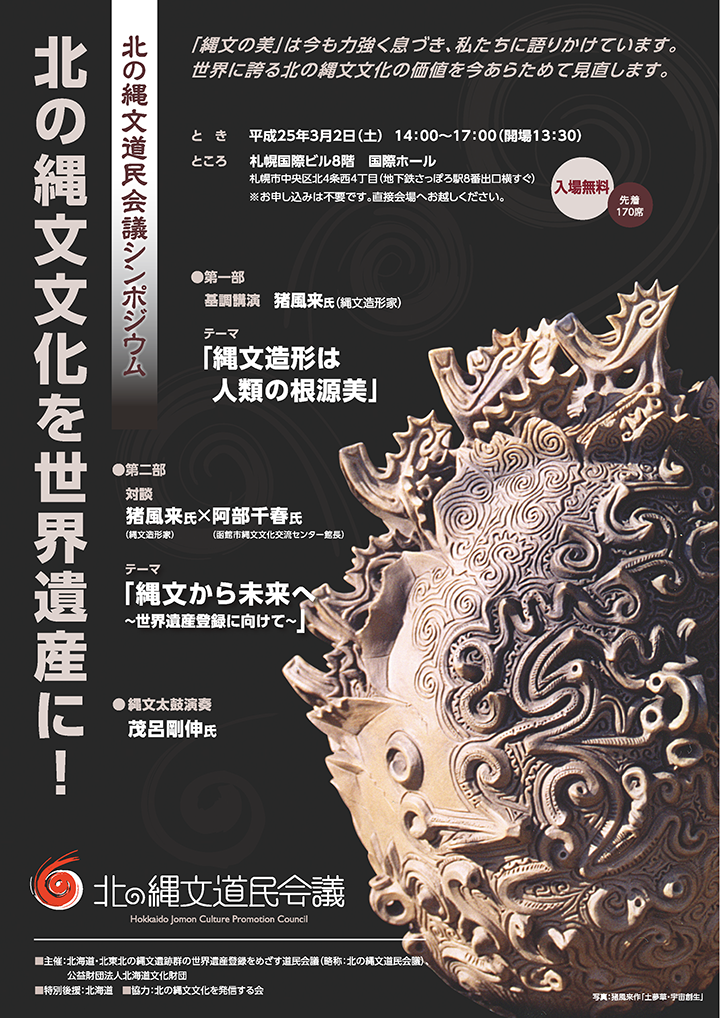 北の縄文文化を世界遺産に!
北の縄文道民会議シンポジウム
「縄文の美」は今も力強く息づき、私たちに語りかけています。
世界に誇る北の縄文文化の価値を今あらためて見直します。
とき 平成25年3月2日(土) 14:00〜17:00(開場13:30)
ところ 札幌国際ビル8階 国際ホール
札幌市中央区北4条西4丁目(地下鉄さっぽろ駅8番出口横すぐ)
※お申し込みは不要です。直接会場へお越しください。
入場無料
先着
170席
●第一部
基調講演 猪風来氏(縄文造形家)
テーマ
「縄文造形は
人類の根源美」
●第二部
対談
猪風来氏×阿部千春氏
(縄文造形家) (函館市縄文文化交流センター館長)
テーマ
「縄文から未来へ
~世界遺産登録に向けて~」
●縄文太鼓演奏
茂呂剛伸氏
北の縄文道民会議
Hokkaido Jomon Culture Promotion Council
■主催:北海道・北東北の縄文遺跡群の世界遺産登録をめざす道民会議(略称:北の縄文道民会議)、
公益財団法人北海道文化財団
■特別後援:北海道 ■協力:北の縄文文化を発信する会
写真:猪風来作「土夢華・宇宙創生」